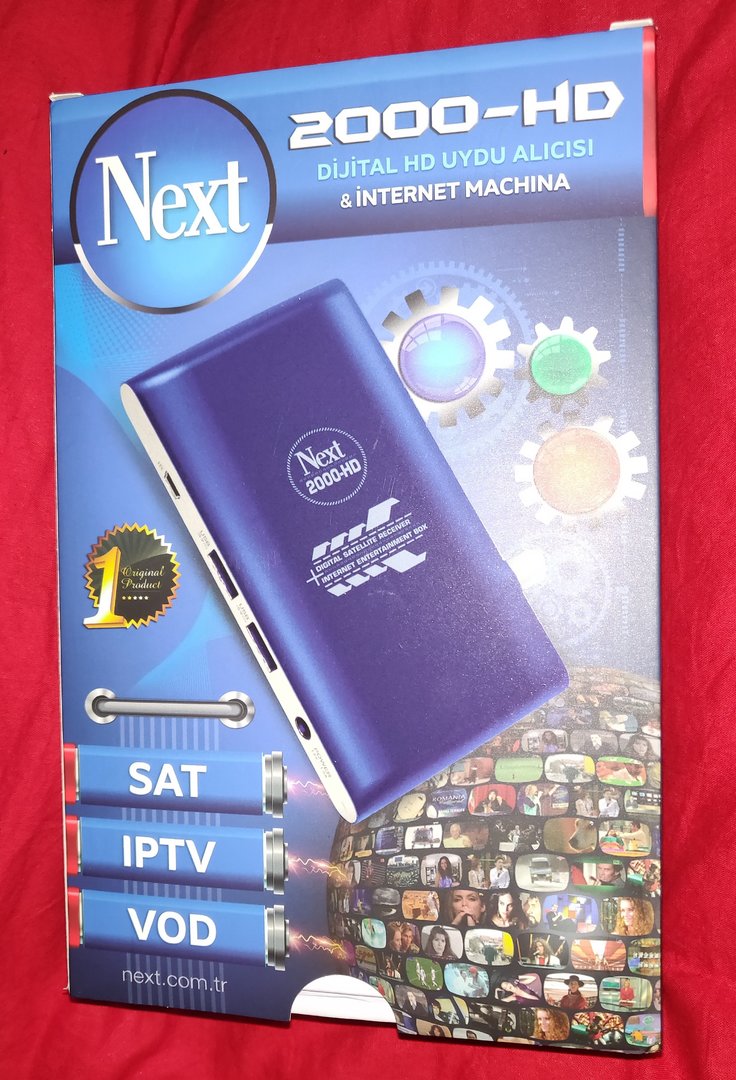 Next
2000-HD
DİJİTAL HD UYDU ALICISI
& İNTERNET MACHINA
Next
2000-HD
DIGITAL SATELLITE RECEIVER
+ INTERNET ENTERTAINMENT BOX
1 Original
Product
SAT
IPTV
VOD
next.com.tr